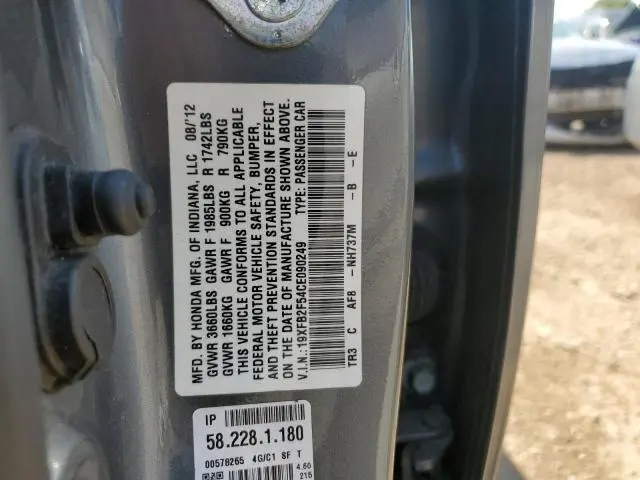 MFD. BY HONDA MFG. OF INDIANA, LLC 08/'12
GVWR 3660LBS GAWR F 1985LBS R 1742LBS
GVWR 1660KG GAWR F 900KG R 790KG
THIS VEHICLE CONFORMS TO ALL APPLICABLE
FEDERAL MOTOR VEHICLE SAFETY, BUMPER,
AND THEFT PREVENTION STANDARDS IN EFFECT
ON THE DATE OF MANUFACTURE SHOWN ABOVE.
V.I.N.: 19XFB2F54CE090249 TYPE: PASSENGER CAR
TR3 C AF8 -NH737M -B -E
IP
58.228.1.180
00578265 4G/C1 SF T
4.60
215